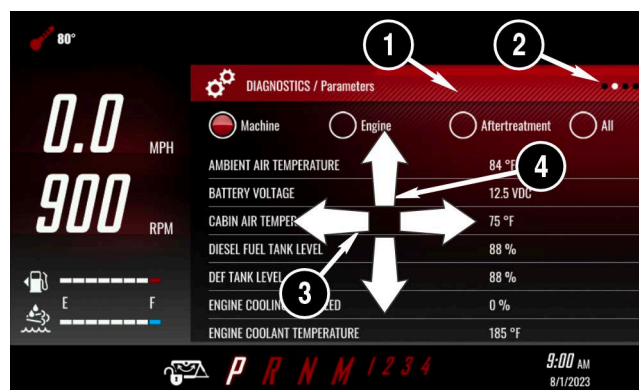 80°
1
2
DIAGNOSTICS / Parameters
Machine Engine Aftertreatment All
0.0 MPH
AMBIENT AIR TEMPERATURE 84 °F
4
BATTERY VOLTAGE 12.5 VDC
900 RPM
CABIN AIR TEMPER 75 °F
DIESEL FUEL TANK LEVEL 88 %
DEF TANK LEVEL 88 %
3
E F
ENGINE COOLIN EED 0 %
ENGINE COOLANT TEMPERATURE 185 °F
P R N M 1 2 3 4
9:00 AM
8/1/2023